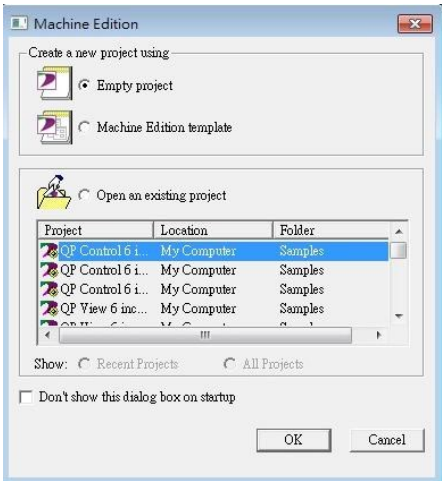 Machine Edition
Create a new project using
Empty project
Machine Edition template
Open an existing project
Project Location Folder
QP Control 6 i... My Computer Samples
QP Control 6 i... My Computer Samples
QP Control 6 i... My Computer Samples
QP View 6 inc... My Computer Samples
Show: Recent Projects All Projects
Don't show this dialog box on startup
OK Cancel